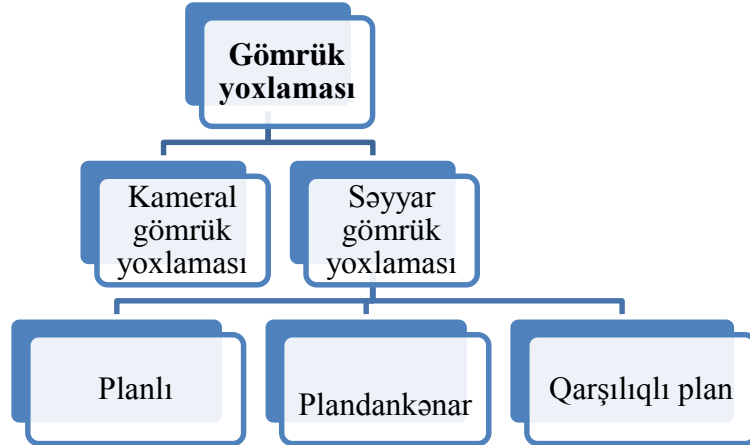 Gömrük
yoxlaması
Kameral
gömrük
yoxlaması
Səyyar
gömrük
yoxlaması
Planlı
Plandankənar
Qarşılıqlı plan